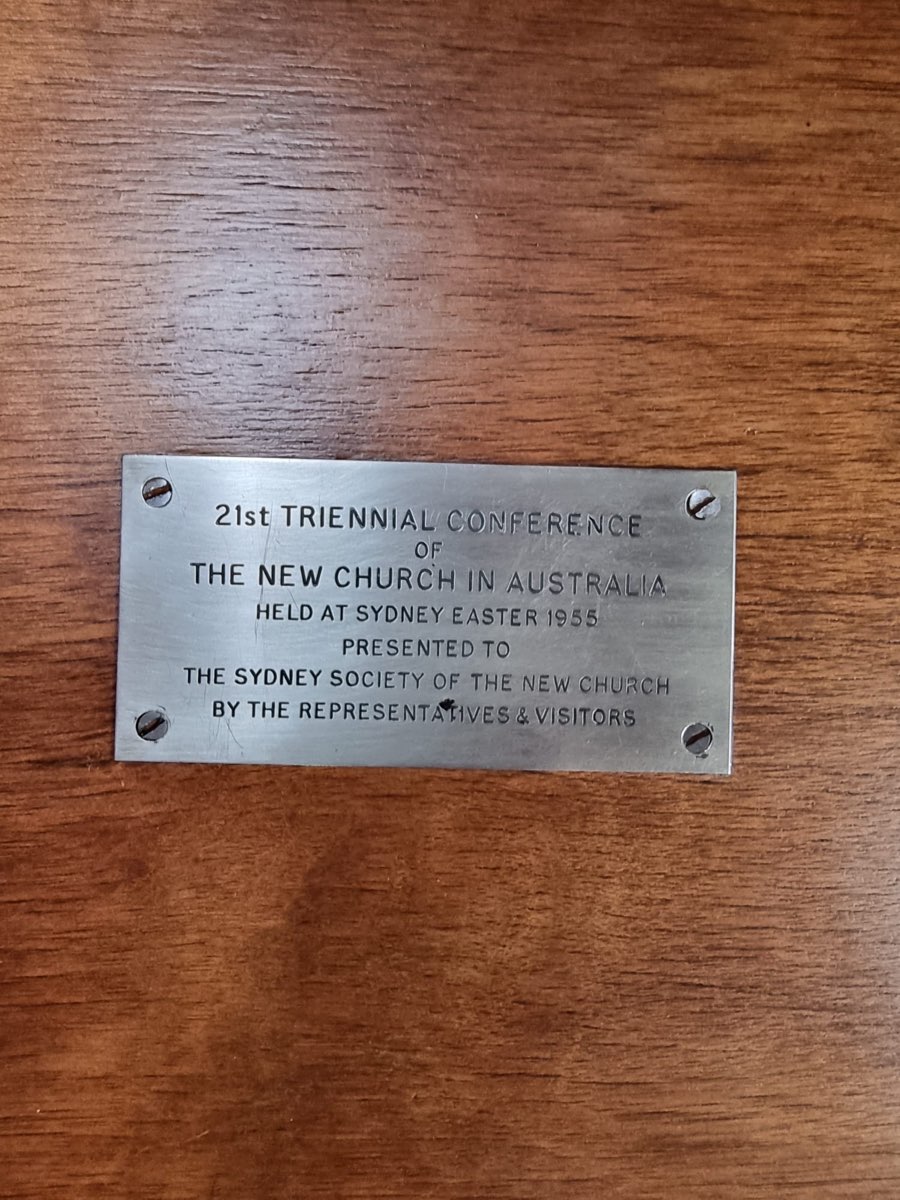 21st TRIENNIAL CONFERENCE
OF
THE NEW CHURCH IN AUSTRALIA
HELD AT SYDNEY EASTER 1955
PRESENTED TO
THE SYDNEY SOCIETY OF THE NEW CHURCH
BY THE REPRESENTATIVES & VISITORS